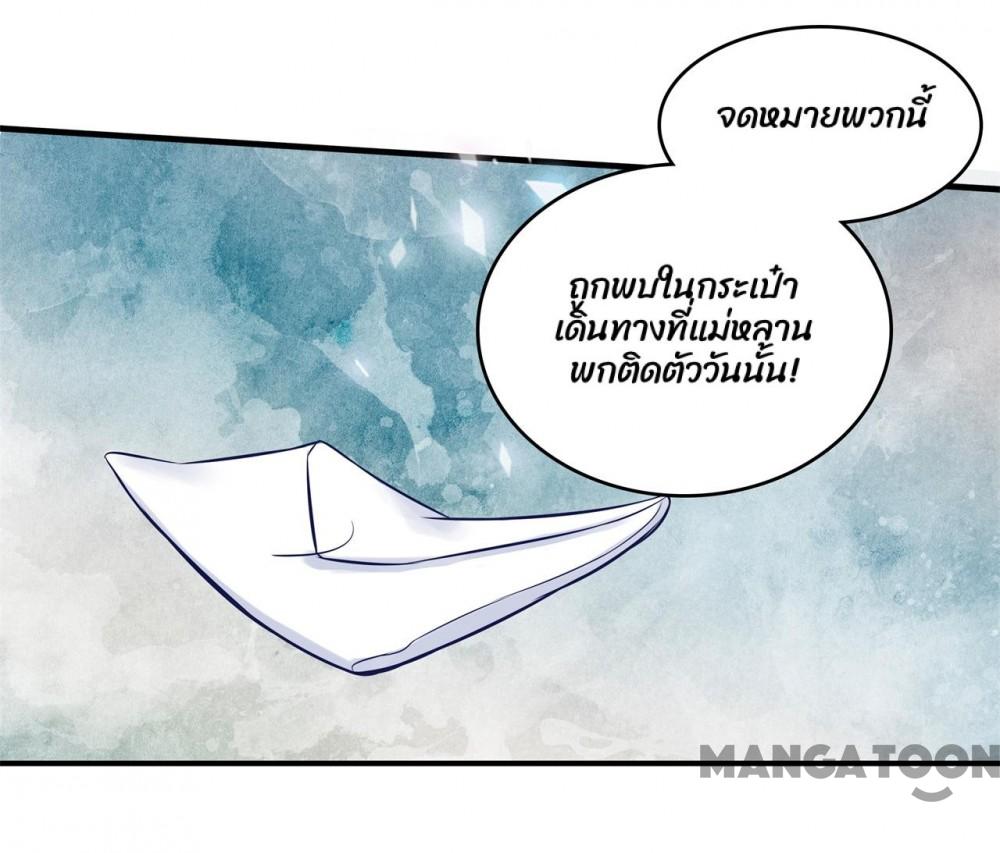 จดหมายพวกนี้
ถูกพบในกระเป๋า
เดินทางที่แม่หลาน
พกติดตัววันนั้น!
MANGATOON